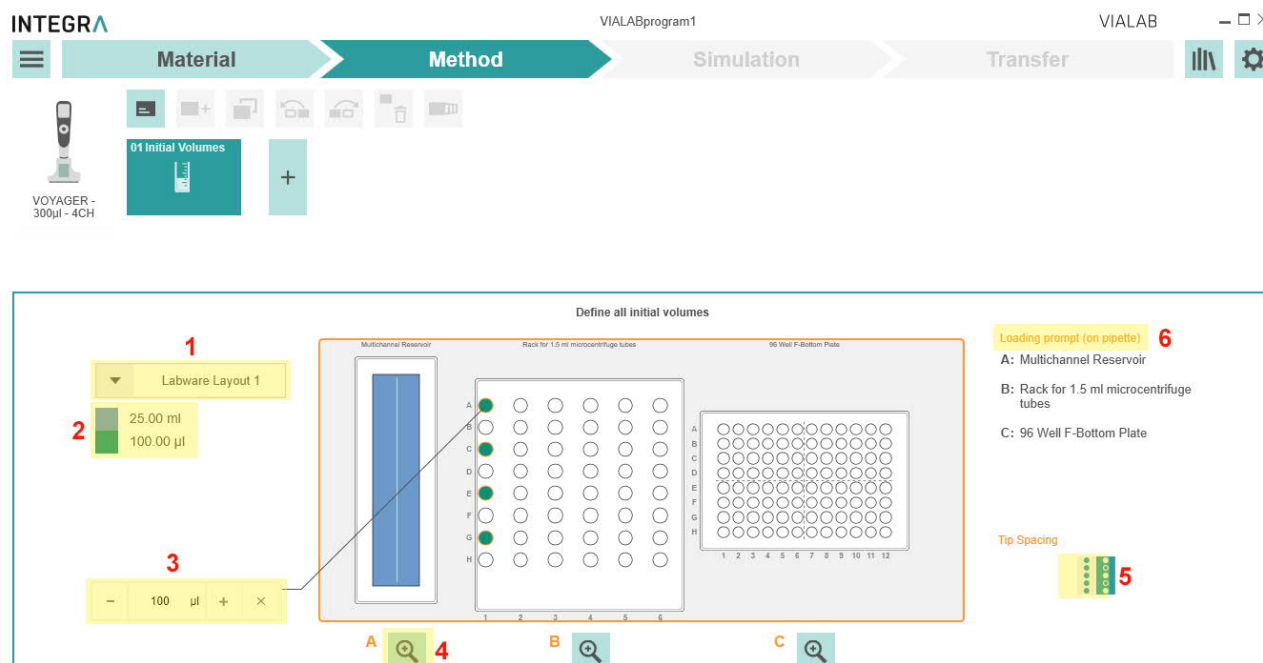 INTEGRA
VIALABprogram1
VIALAB
Material
Method
Simulation
Transfer
01 Initial Volumes
+
VOYAGER -
300µl - 4CH
Define all initial volumes
1
Labware Layout 1
2
25.00 ml
100.00 µl
3
− 100 µl + ×
Multichannel Reservoir
Rack for 1.5 ml microcentrifuge tubes
96 Well F-Bottom Plate
A
B
C
D
E
F
G
H
1 2 3 4 5 6
A
B
C
D
E
F
G
H
1 2 3 4 5 6 7 8 9 10 11 12
A
4
B
C
Loading prompt (on pipette) 6
A: Multichannel Reservoir
B: Rack for 1.5 ml microcentrifuge
tubes
C: 96 Well F-Bottom Plate
Tip Spacing
5